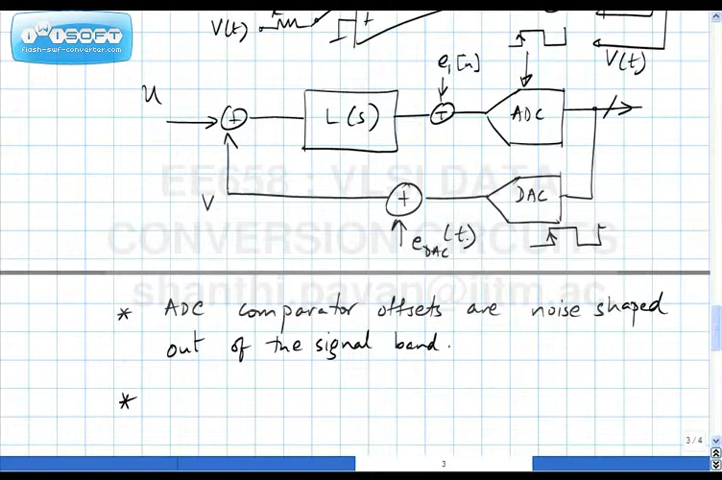 iWiSOFT
flash-swf-converter.com
V(t)
V(t)
e1[n]
U
+
L(s)
+
ADC
V
+
DAC
eDAC(t)
EE658 : VLSI DATA
CONVERSION CIRCUITS
shanthi.pavan@iitm.ac
* ADC comparator offsets are noise shaped
out of the signal band.
*
3/4
3